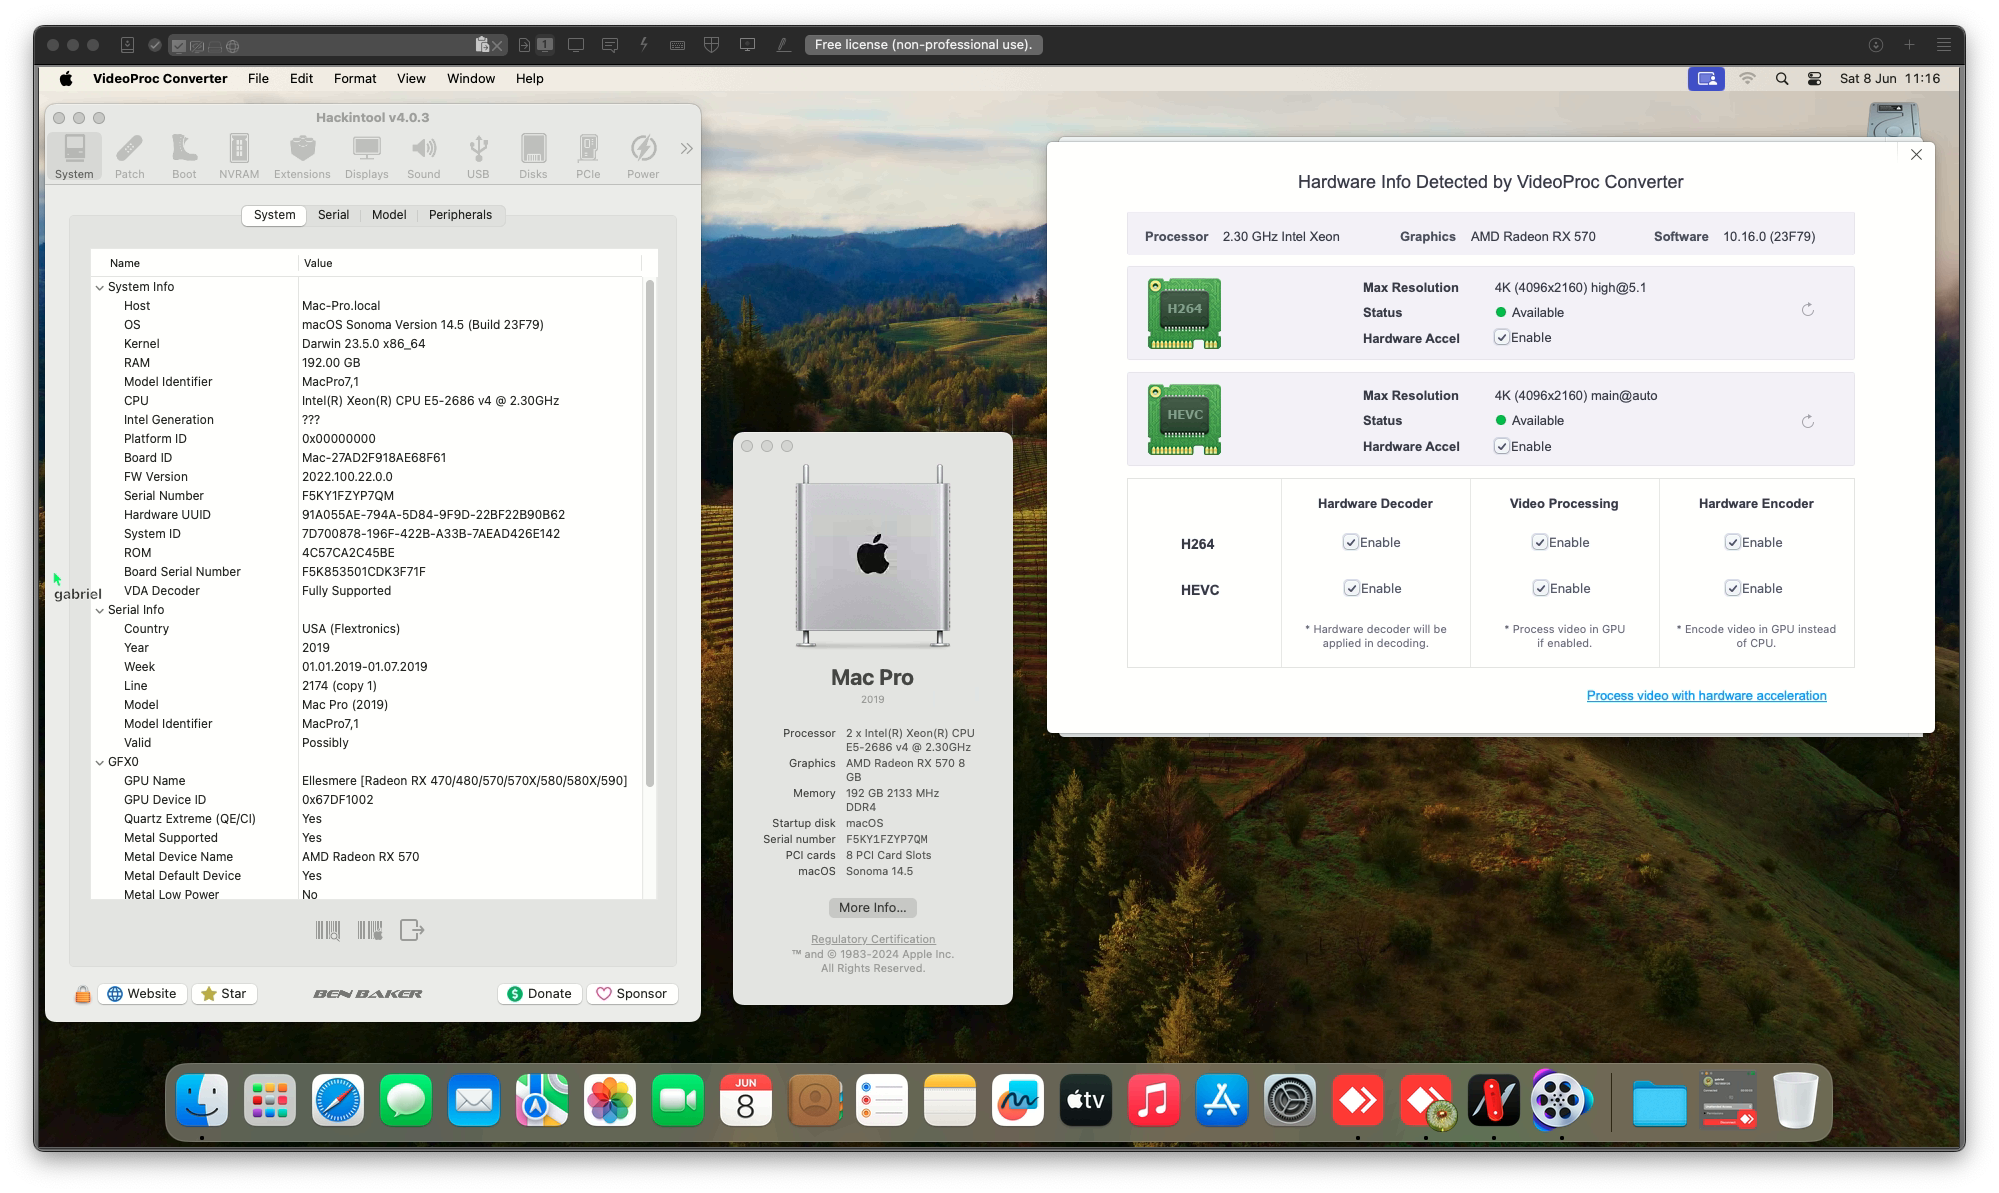 1
Free license (non-professional use).
VideoProc Converter File Edit Format View Window Help
Sat 8 Jun 11:16
Hackintool v4.0.3
System Patch Boot NVRAM Extensions Displays Sound USB Disks PCIe Power
System Serial Model Peripherals
Name Value
System Info
Host Mac-Pro.local
OS macOS Sonoma Version 14.5 (Build 23F79)
Kernel Darwin 23.5.0 x86_64
RAM 192.00 GB
Model Identifier MacPro7,1
CPU Intel(R) Xeon(R) CPU E5-2686 v4 @ 2.30GHz
Intel Generation ???
Platform ID 0x00000000
Board ID Mac-27AD2F918AE68F61
FW Version 2022.100.22.0.0
Serial Number F5KY1FZYP7QM
Hardware UUID 91A055AE-794A-5D84-9F9D-22BF22B90B62
System ID 7D700878-196F-422B-A33B-7AEAD426E142
ROM 4C57CA2C45BE
Board Serial Number F5K853501CDK3F71F
VDA Decoder Fully Supported
gabriel
Serial Info
Country USA (Flextronics)
Year 2019
Week 01.01.2019-01.07.2019
Line 2174 (copy 1)
Model Mac Pro (2019)
Model Identifier MacPro7,1
Valid Possibly
GFX0
GPU Name Ellesmere [Radeon RX 470/480/570/570X/580/580X/590]
GPU Device ID 0x67DF1002
Quartz Extreme (QE/CI) Yes
Metal Supported Yes
Metal Device Name AMD Radeon RX 570
Metal Default Device Yes
Metal Low Power No
Website Star BEN BAKER Donate Sponsor
Mac Pro
2019
Processor 2 x Intel(R) Xeon(R) CPU
E5-2686 v4 @ 2.30GHz
Graphics AMD Radeon RX 570 8
GB
Memory 192 GB 2133 MHz
DDR4
Startup disk macOS
Serial number F5KY1FZYP7QM
PCI cards 8 PCI Card Slots
macOS Sonoma 14.5
More Info...
Regulatory Certification
™ and © 1983-2024 Apple Inc.
All Rights Reserved.
Hardware Info Detected by VideoProc Converter
Processor 2.30 GHz Intel Xeon Graphics AMD Radeon RX 570 Software 10.16.0 (23F79)
H264
Max Resolution 4K (4096x2160) high@5.1
Status Available
Hardware Accel Enable
HEVC
Max Resolution 4K (4096x2160) main@auto
Status Available
Hardware Accel Enable
Hardware Decoder Video Processing Hardware Encoder
H264 Enable Enable Enable
HEVC Enable Enable Enable
* Hardware decoder will be
applied in decoding.
* Process video in GPU
if enabled.
* Encode video in GPU instead
of CPU.
Process video with hardware acceleration
JUN
8
tv